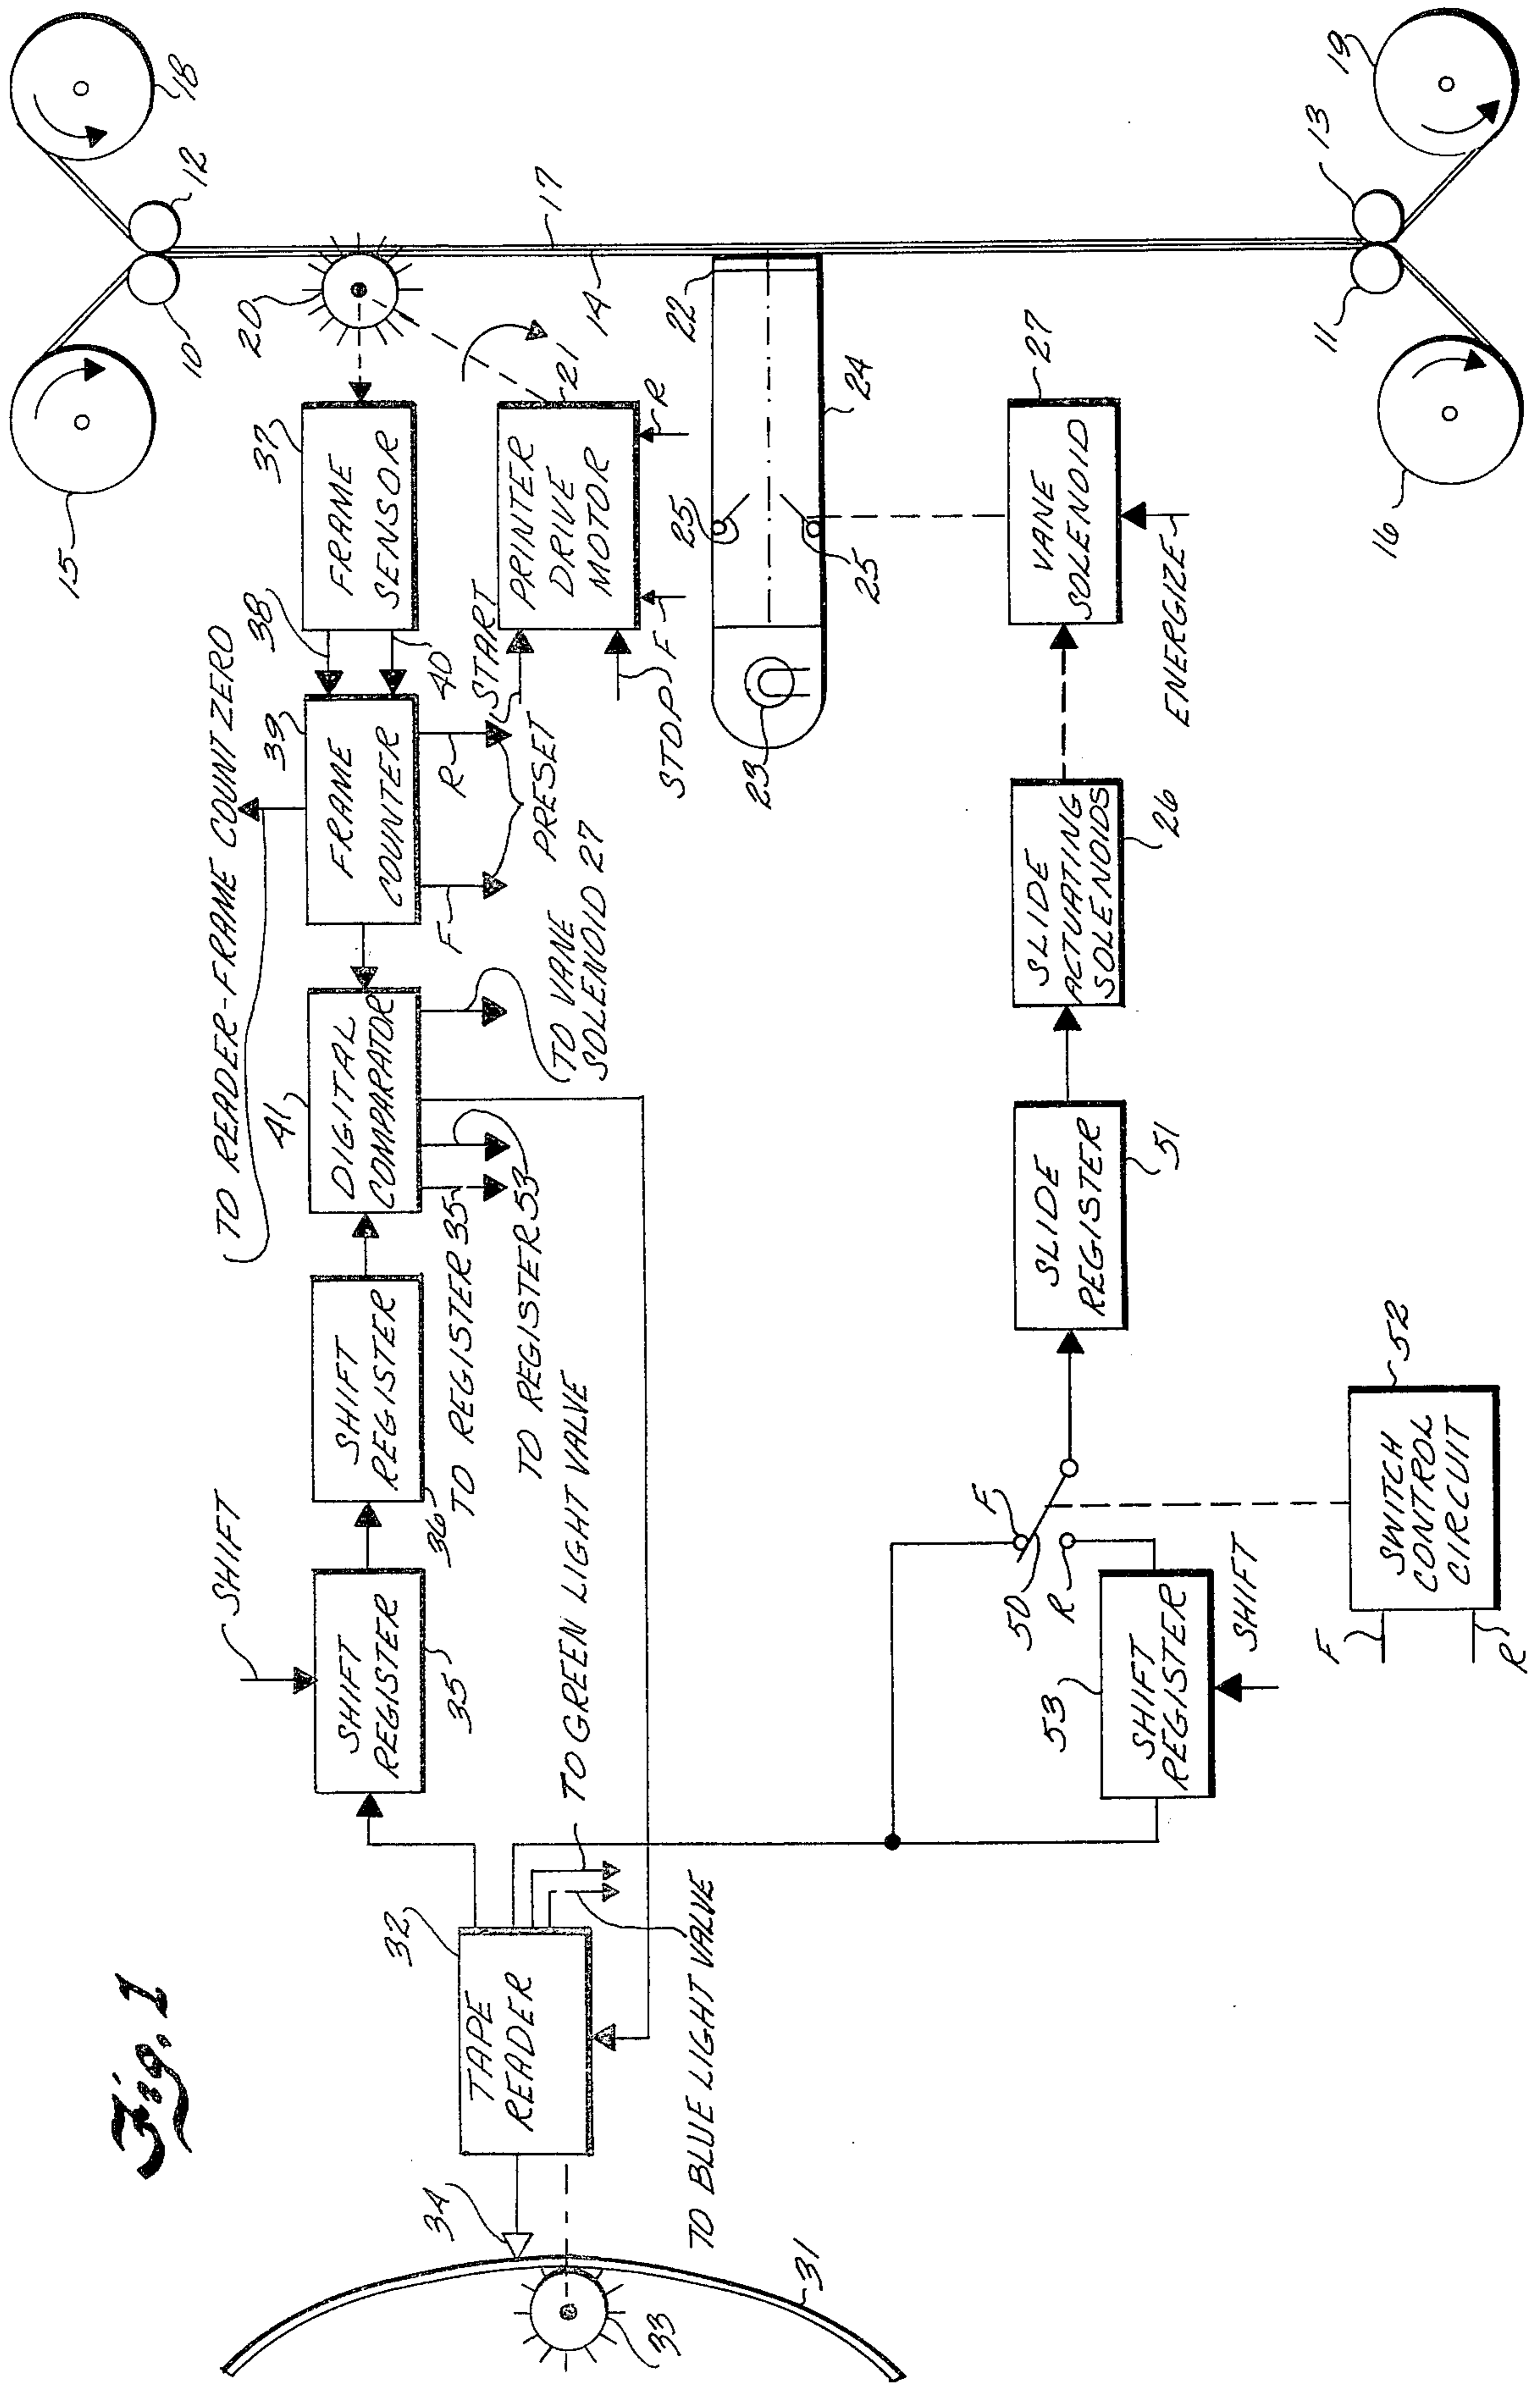 Fig. 1
31
33
34
TAPE
READER
32
TO BLUE LIGHT VALVE
TO GREEN LIGHT VALVE
SHIFT
SHIFT
REGISTER
35
SHIFT
REGISTER
36
TO REGISTER 35
TO REGISTER 53
DIGITAL
COMPARATOR
41
TO VANE
SOLENOID 27
TO READER-FRAME COUNT ZERO
FRAME
COUNTER
39
F
R
PRESET
38
40
FRAME
SENSOR
37
START
STOP
F
R
PRINTER
DRIVE
MOTOR
21
20
15
10
12
18
14
17
22
23
24
25
25
VANE
SOLENOID
27
ENERGIZE
SLIDE
ACTUATING
SOLENOIDS
26
SLIDE
REGISTER
51
F
50
R
SHIFT
REGISTER
53
SHIFT
SWITCH
CONTROL
CIRCUIT
52
F
R
11
13
16
19